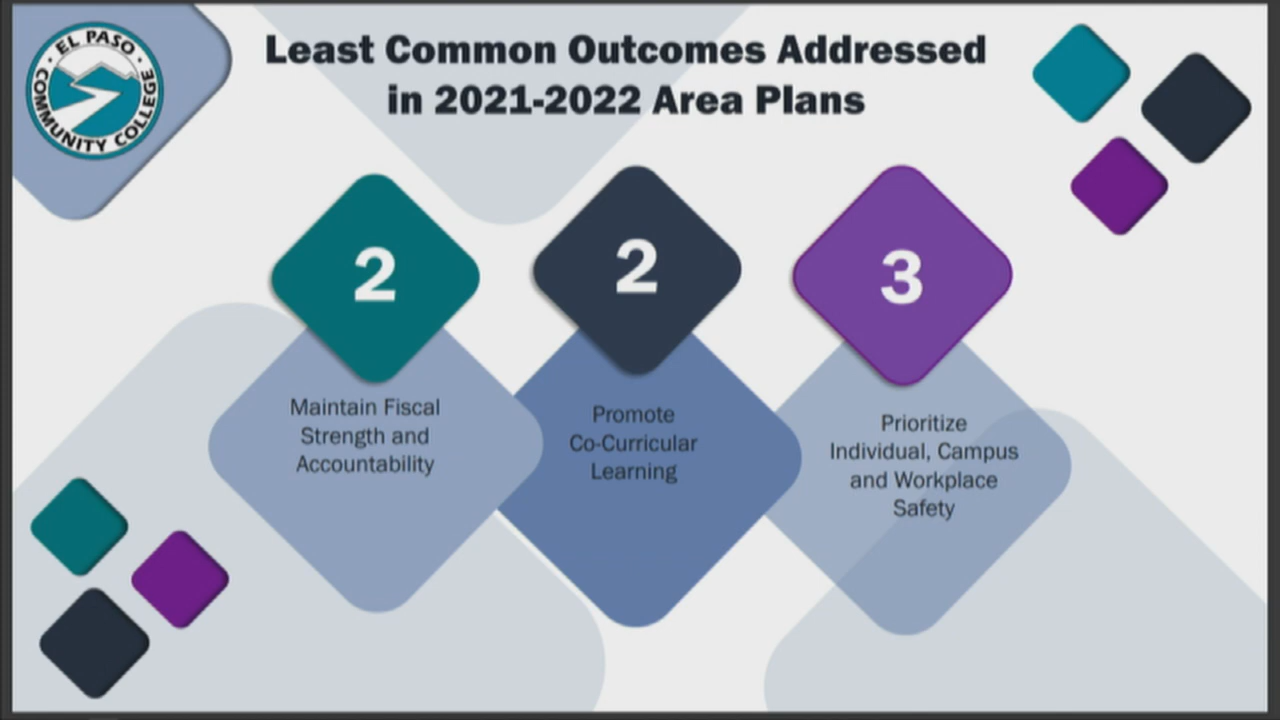 EL PASO
COMMUNITY COLLEGE
Least Common Outcomes Addressed
in 2021-2022 Area Plans
2
Maintain Fiscal
Strength and
Accountability
2
Promote
Co-Curricular
Learning
3
Prioritize
Individual, Campus
and Workplace
Safety